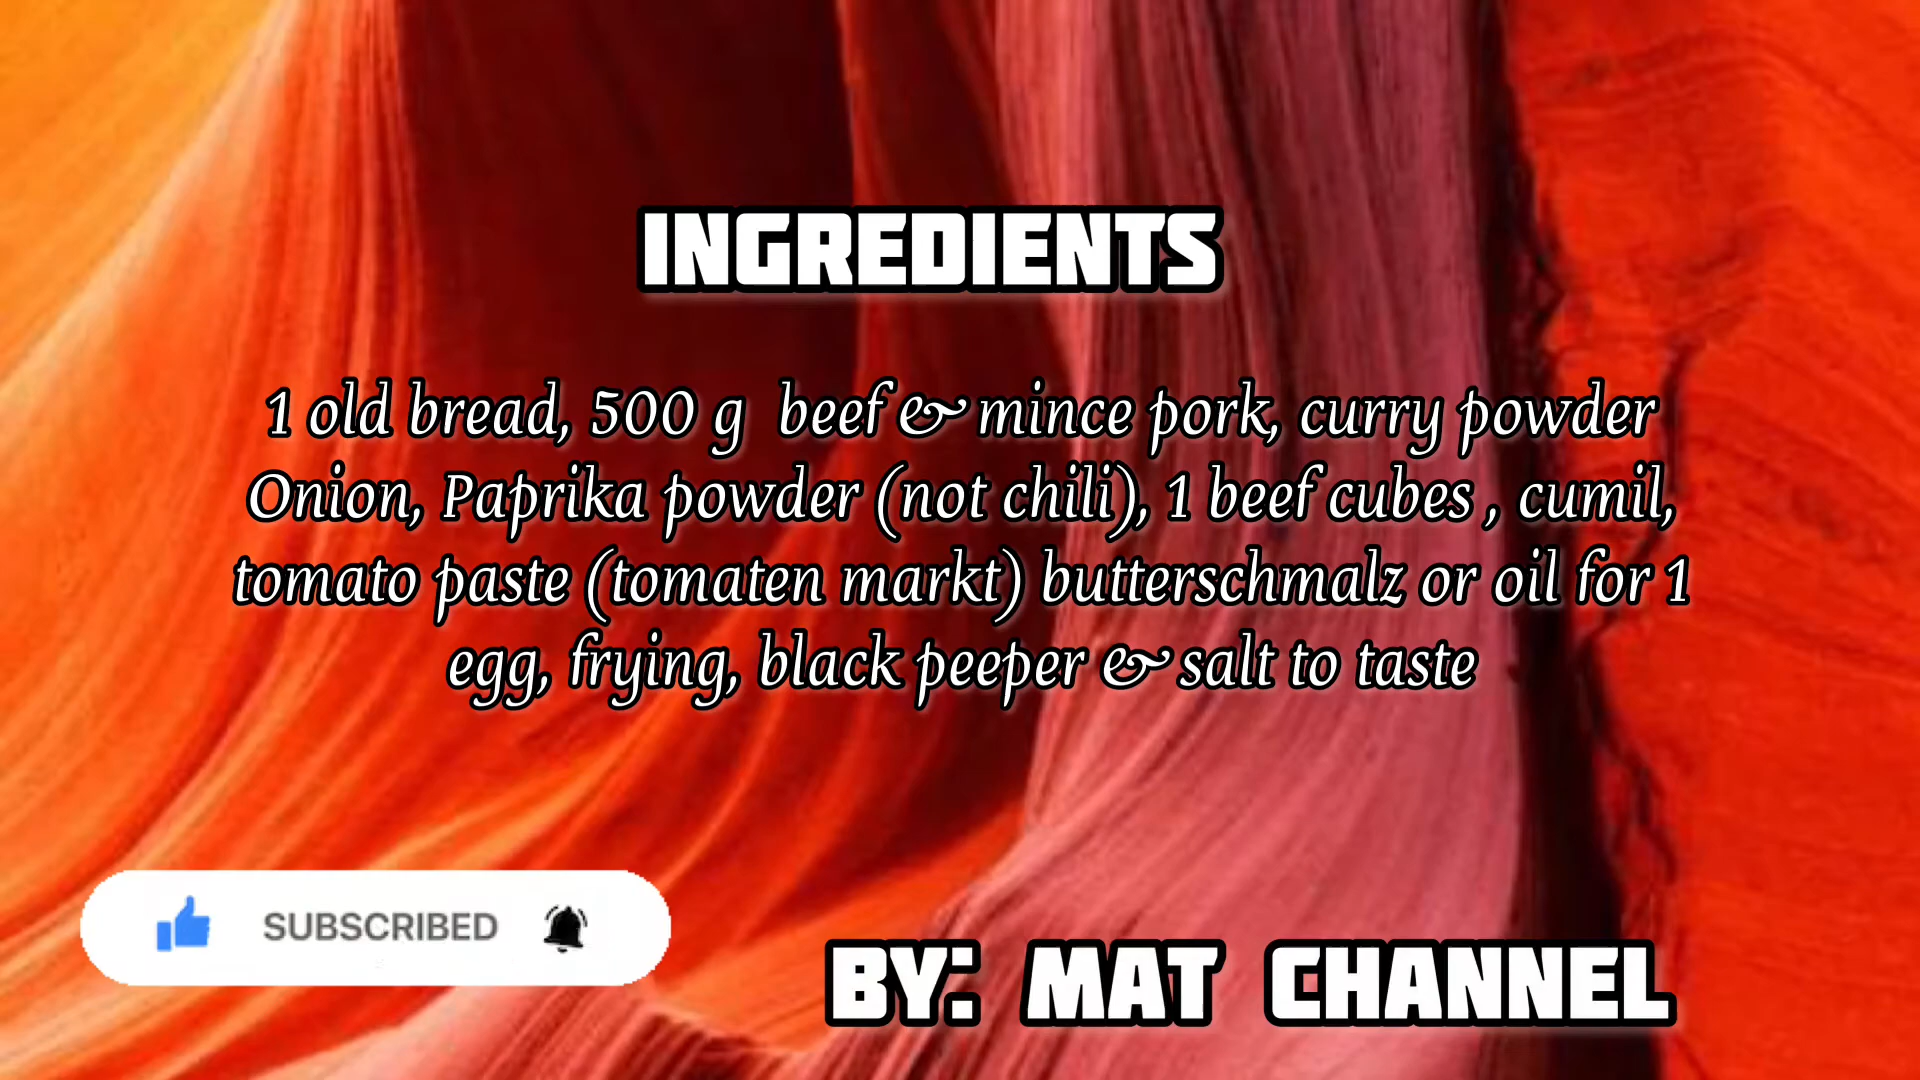 INGREDIENTS
1 old bread, 500 g beef & mince pork, curry powder
Onion, Paprika powder (not chili), 1 beef cubes , cumil,
tomato paste (tomaten markt) butterschmalz or oil for 1
egg, frying, black peeper & salt to taste
SUBSCRIBED
BY: MAT CHANNEL